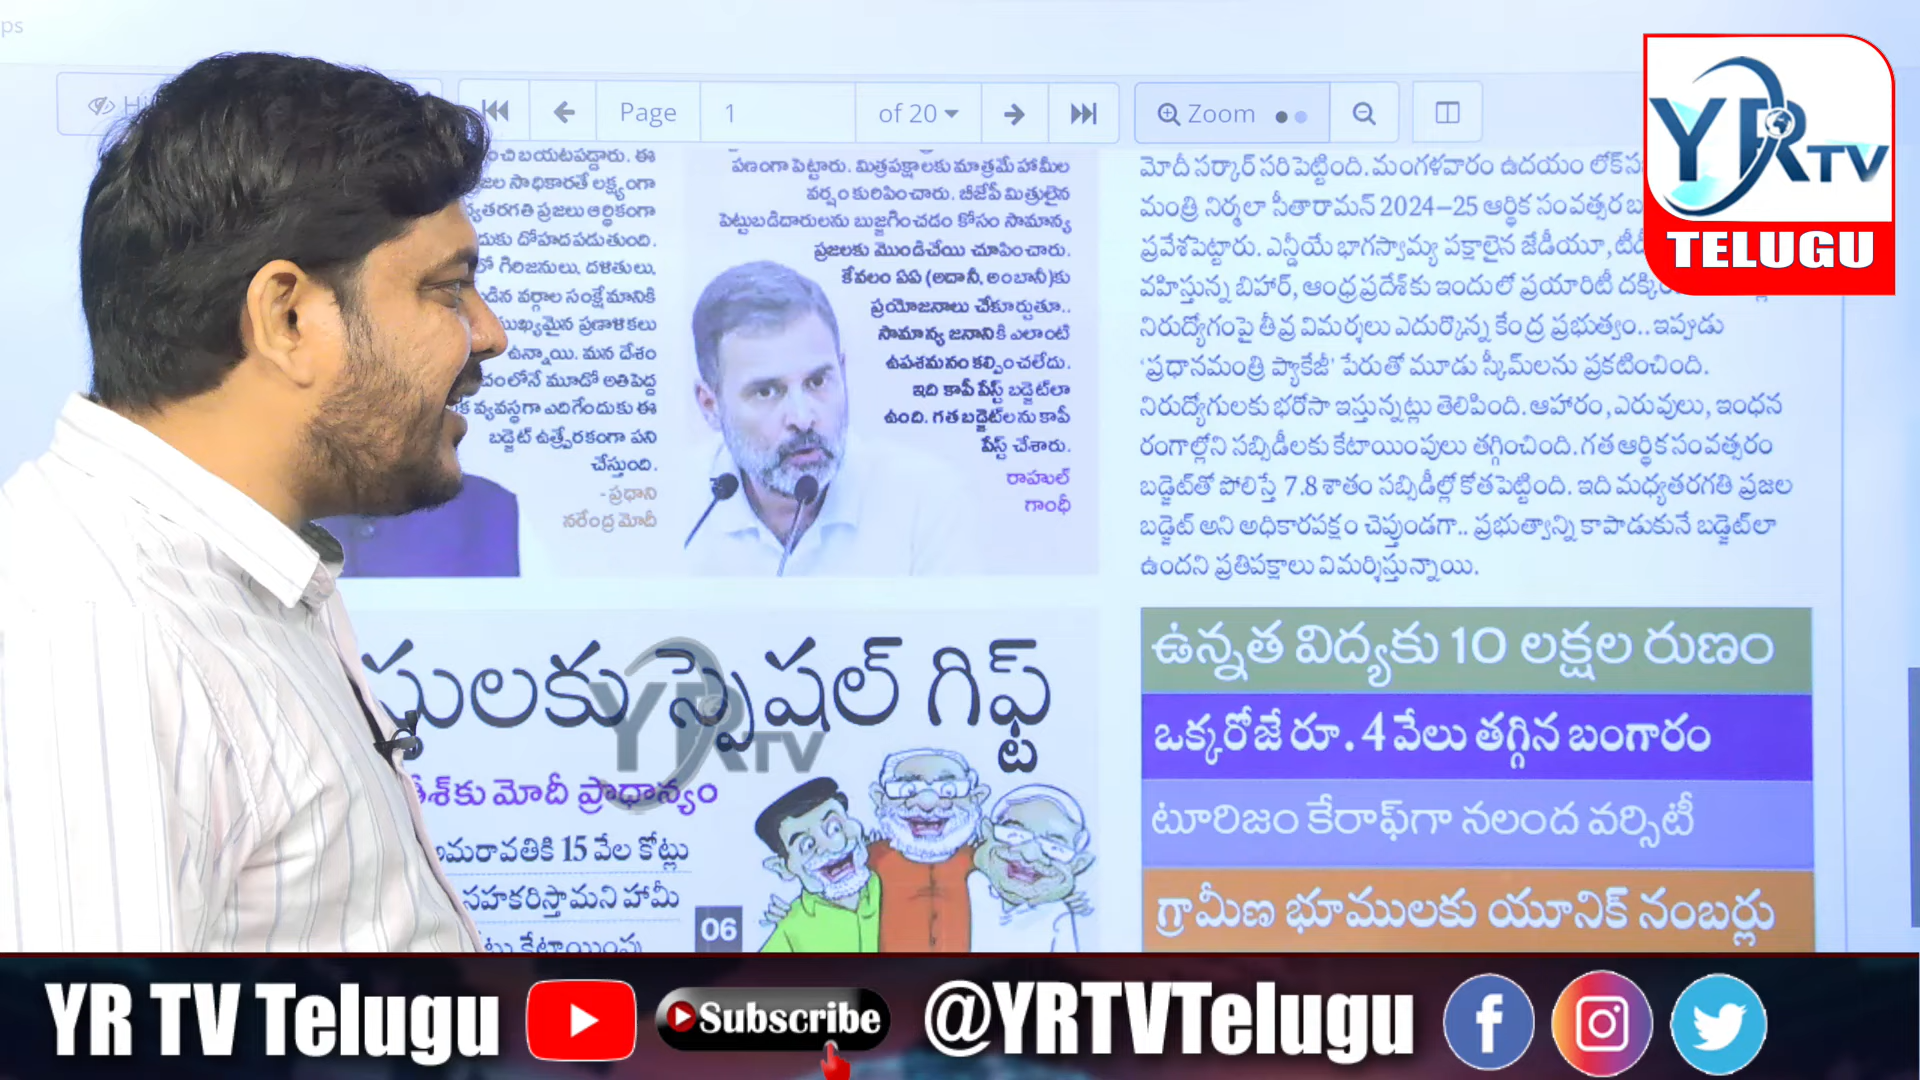 ps
Page 1 of 20
Zoom
YR TV
TELUGU
బయటపడ్డారు. ఈ
సాధికారతే లక్ష్యంగా
ప్రజలు ఆర్థికంగా
దోహదపడుతుంది.
గిరిజనులు, దళితులు,
వర్గాల సంక్షేమానికి
ప్రణాళికలు
ఉన్నాయి. మన దేశం
మూడో అతిపెద్ద
వ్యవస్థగా ఎదిగేందుకు ఈ
బడ్జెట్ ఉత్ప్రేరకంగా పని
చేస్తుంది.
- ప్రధాని
నరేంద్ర మోదీ
పణంగా పెట్టారు. మిత్రపక్షాలకు మాత్రమే హామీల
వర్షం కురిపించారు. బీజేపీ మిత్రులైన
పెట్టుబడిదారులను బుజ్జగించడం కోసం సామాన్య
ప్రజలకు మొండిచేయి చూపించారు.
కేవలం ఏఏ (అదానీ, అంబానీ)కు
ప్రయోజనాలు చేకూర్చుతూ..
సామాన్య జనానికి ఎలాంటి
ఉపశమనం కల్పించలేదు.
ఇది కాపీ పేస్ట్ బడ్జెట్‌లా
ఉంది. గత బడ్జెట్‌లను కాపీ
పేస్ట్ చేశారు.
రాహుల్
గాంధీ
మోదీ సర్కార్ సరిపెట్టింది. మంగళవారం ఉదయం
మంత్రి నిర్మలా సీతారామన్ 2024-25 ఆర్థిక సంవత్సర
ప్రవేశపెట్టారు. ఎన్డీయే భాగస్వామ్య పక్షాలైన జేడీయూ,
వహిస్తున్న బిహార్, ఆంధ్రప్రదేశ్‌కు ఇందులో ప్రయారిటీ
నిరుద్యోగంపై తీవ్ర విమర్శలు ఎదుర్కొన్న కేంద్ర ప్రభుత్వం.. ఇప్పుడు
‘ప్రధానమంత్రి ప్యాకేజీ’ పేరుతో మూడు స్కీమ్‌లను ప్రకటించింది.
నిరుద్యోగులకు భరోసా ఇస్తున్నట్లు తెలిపింది. ఆహారం, ఎరువులు, ఇంధన
రంగాల్లోని సబ్సిడీలకు కేటాయింపులు తగ్గించింది. గత ఆర్థిక సంవత్సరం
బడ్జెట్‌తో పోలిస్తే 7.8 శాతం సబ్సిడీల్లో కోత పెట్టింది. ఇది మధ్యతరగతి ప్రజల
బడ్జెట్ అని అధికారపక్షం చెప్తుండగా.. ప్రభుత్వాన్ని కాపాడుకునే బడ్జెట్‌లా
ఉందని ప్రతిపక్షాలు విమర్శిస్తున్నాయి.
స్పెషల్ గిఫ్ట్
YR TV
మోదీ ప్రాధాన్యం
అమరావతికి 15 వేల కోట్లు
సహకరిస్తామని హామీ
06
ఉన్నత విద్యకు 10 లక్షల రుణం
ఒక్కరోజే రూ. 4 వేలు తగ్గిన బంగారం
టూరిజం కేరాఫ్‌గా నలంద వర్సిటీ
గ్రామీణ భూములకు యూనిక్ నంబర్లు
YR TV Telugu
Subscribe
@YRTVTelugu